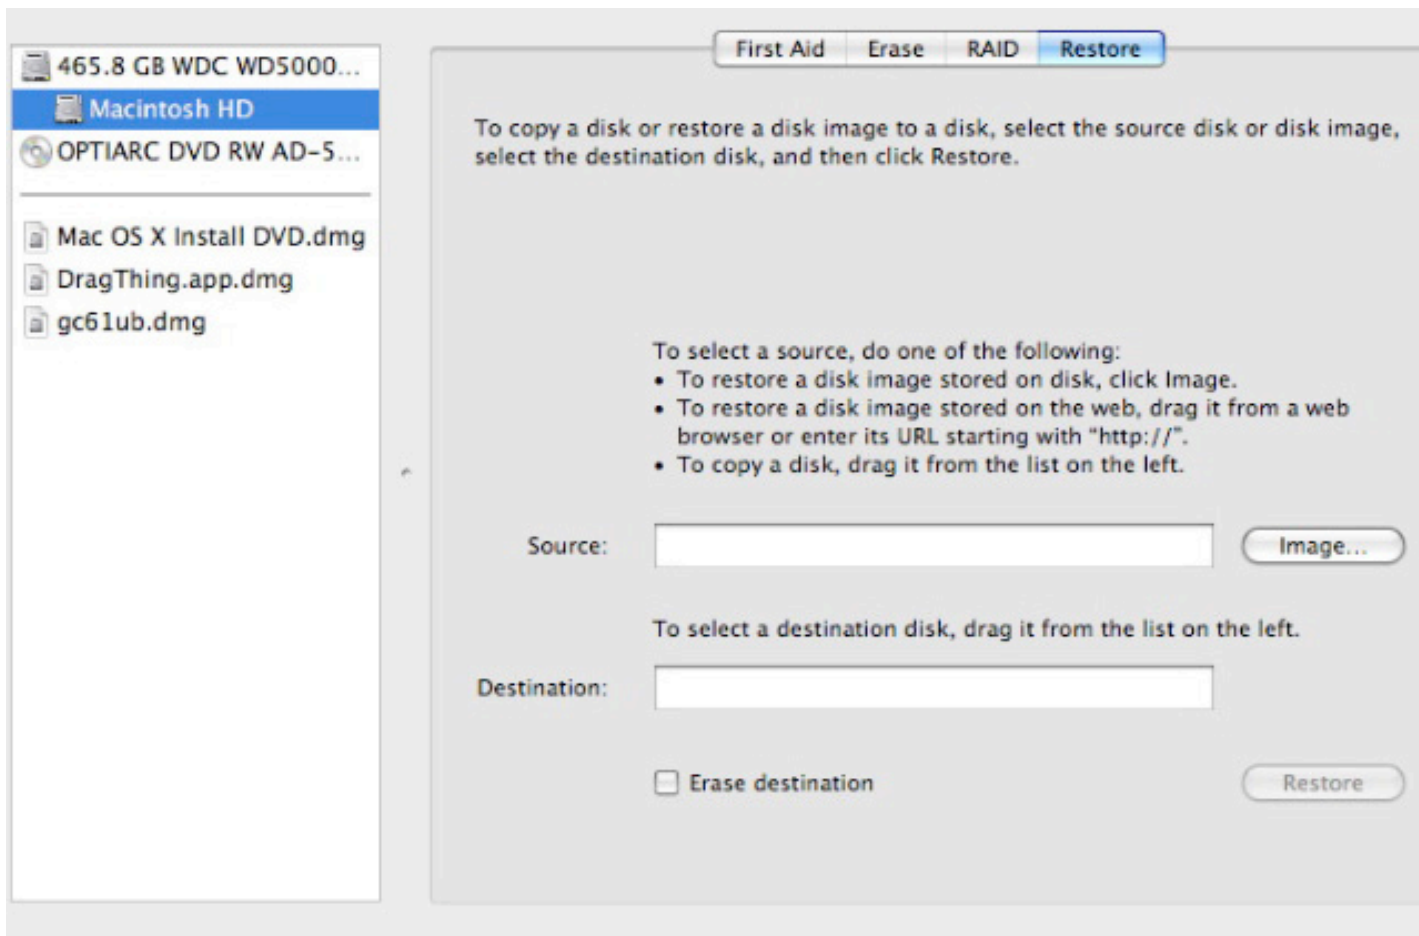 465.8 GB WDC WD5000...
Macintosh HD
OPTIARC DVD RW AD-5...
Mac OS X Install DVD.dmg
DragThing.app.dmg
gc61ub.dmg
First Aid Erase RAID Restore
To copy a disk or restore a disk image to a disk, select the source disk or disk image,
select the destination disk, and then click Restore.
To select a source, do one of the following:
• To restore a disk image stored on disk, click Image.
• To restore a disk image stored on the web, drag it from a web
browser or enter its URL starting with “http://”.
• To copy a disk, drag it from the list on the left.
Source: Image...
To select a destination disk, drag it from the list on the left.
Destination:
Erase destination Restore